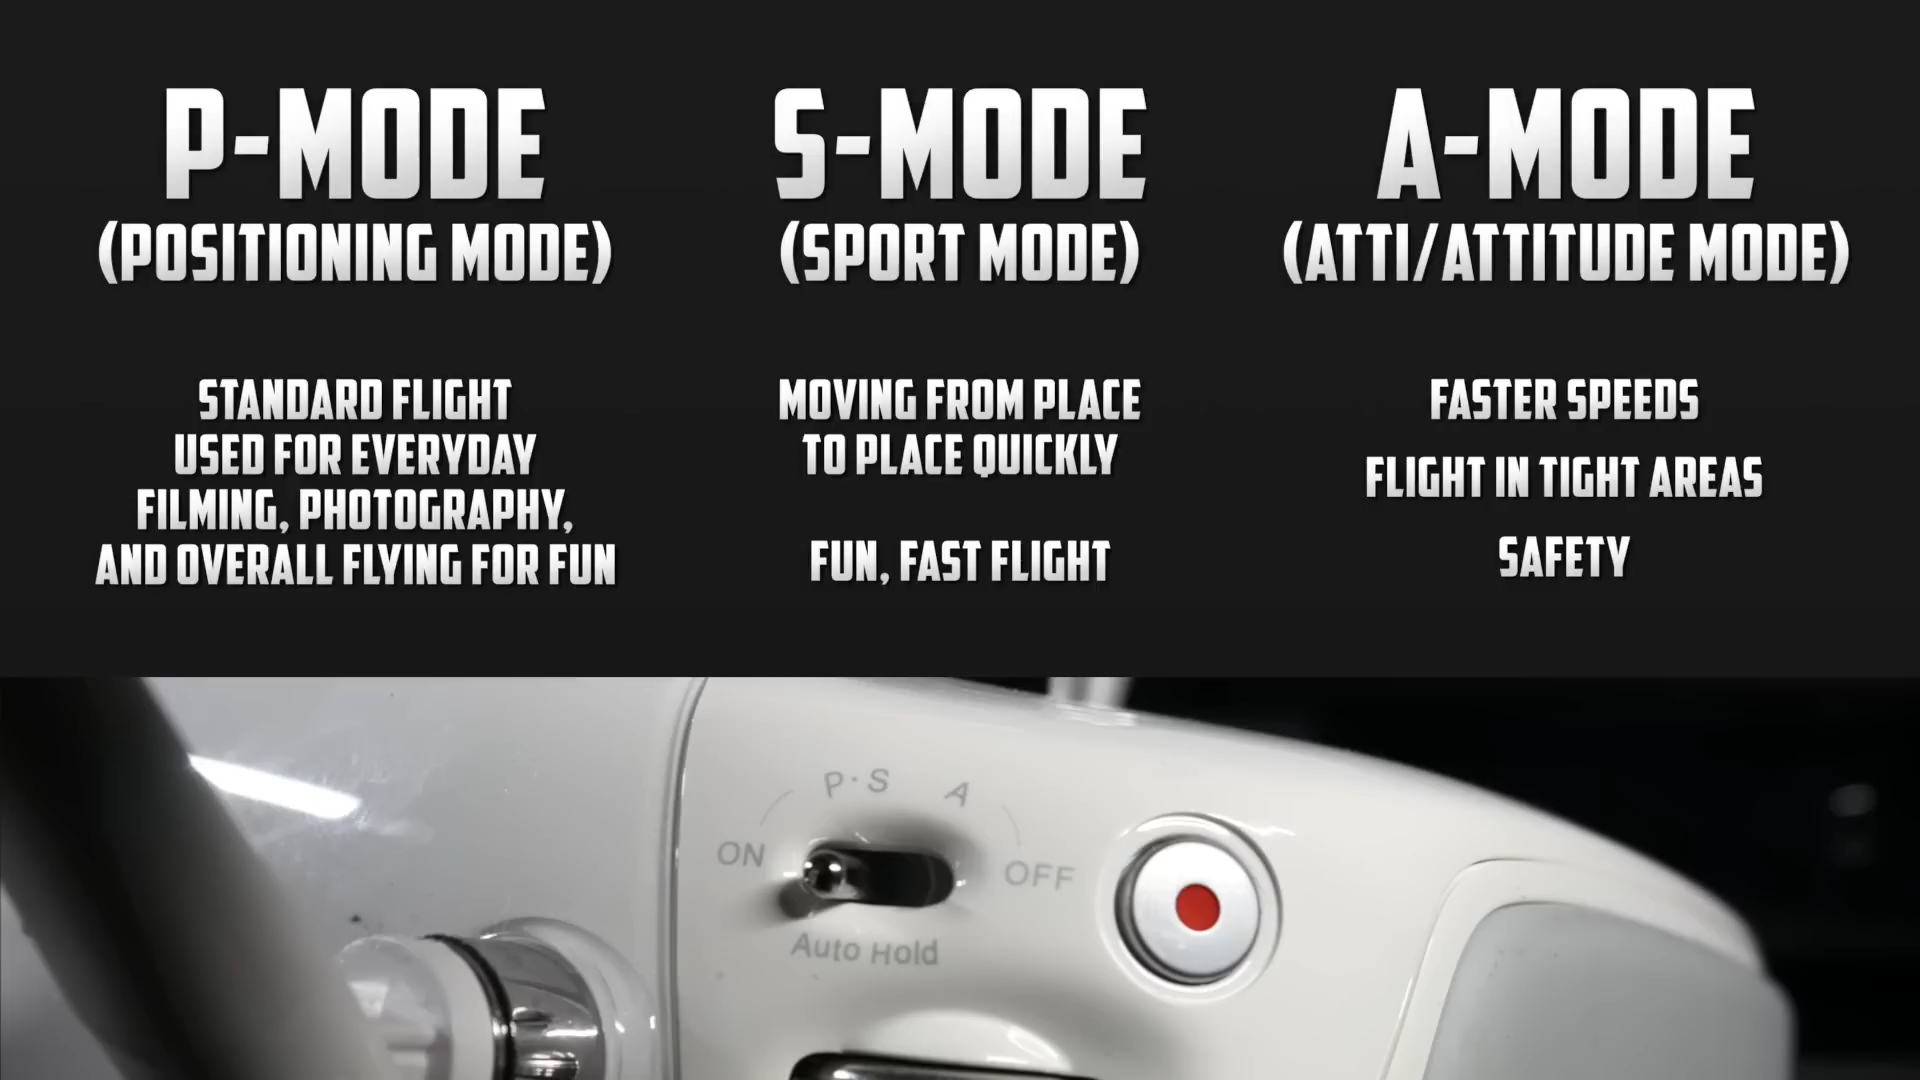 P-MODE
(POSITIONING MODE)
STANDARD FLIGHT
USED FOR EVERYDAY
FILMING, PHOTOGRAPHY,
AND OVERALL FLYING FOR FUN
S-MODE
(SPORT MODE)
MOVING FROM PLACE
TO PLACE QUICKLY
FUN, FAST FLIGHT
A-MODE
(ATTI/ATTITUDE MODE)
FASTER SPEEDS
FLIGHT IN TIGHT AREAS
SAFETY
P·S A
ON OFF
Auto Hold